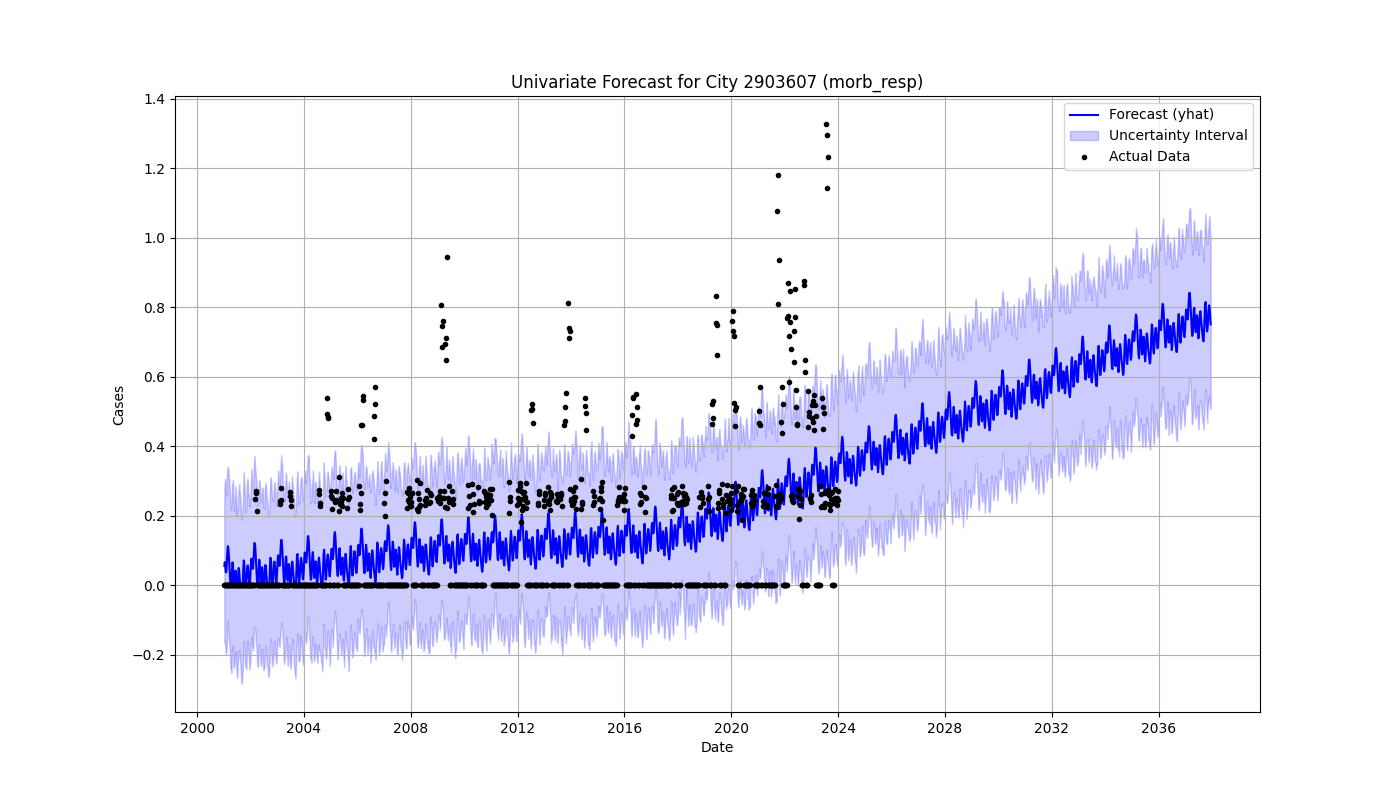 Univariate Forecast for City 2903607 (morb_resp)
Forecast (yhat)
Uncertainty Interval
Actual Data
Cases
1.4
1.2
1.0
0.8
0.6
0.4
0.2
0.0
−0.2
2000 2004 2008 2012 2016 2020 2024 2028 2032 2036
Date